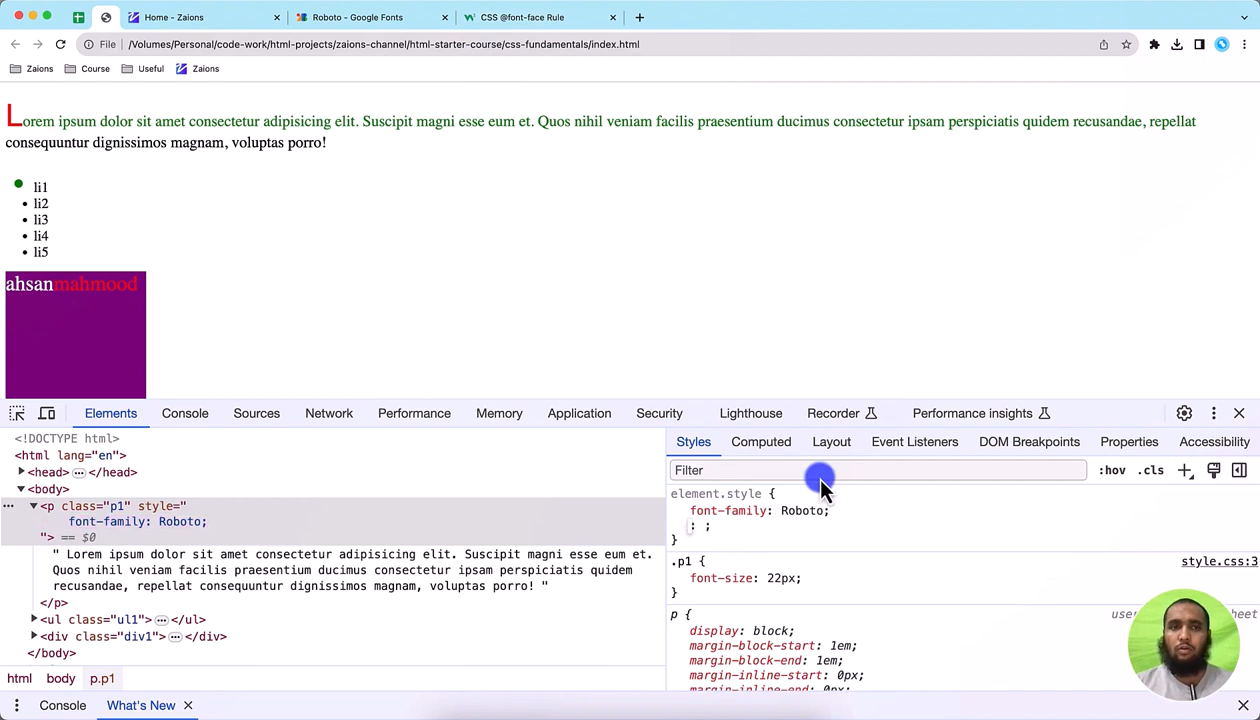 Home - Zaions
Roboto - Google Fonts
CSS @font-face Rule
File /Volumes/Personal/code-work/html-projects/zaions-channel/html-starter-course/css-fundamentals/index.html
Zaions Course Useful Zaions
Lorem ipsum dolor sit amet consectetur adipisicing elit. Suscipit magni esse eum et. Quos nihil veniam facilis praesentium ducimus consectetur ipsam perspiciatis quidem recusandae, repellat
consequuntur dignissimos magnam, voluptas porro!
li1
li2
li3
li4
li5
ahsanmahmood
Elements Console Sources Network Performance Memory Application Security Lighthouse Recorder Performance insights
<!DOCTYPE html>
<html lang="en">
<head> </head>
<body>
<p class="p1" style="
font-family: Roboto;
"> == $0
" Lorem ipsum dolor sit amet consectetur adipisicing elit. Suscipit magni esse eum et.
Quos nihil veniam facilis praesentium ducimus consectetur ipsam perspiciatis quidem
recusandae, repellat consequatur dignissimos magnam, voluptas porro! "
</p>
<ul class="ul1"> </ul>
<div class="div1"> </div>
</body>
html body p.p1
Styles Computed Layout Event Listeners DOM Breakpoints Properties Accessibility
Filter :hov .cls
element.style {
font-family: Roboto;
: ;
}
.p1 { style.css:3
font-size: 22px;
}
p {
display: block;
margin-block-start: 1em;
margin-block-end: 1em;
margin-inline-start: 0px;
margin-inline-end: 0px;
Console What's New